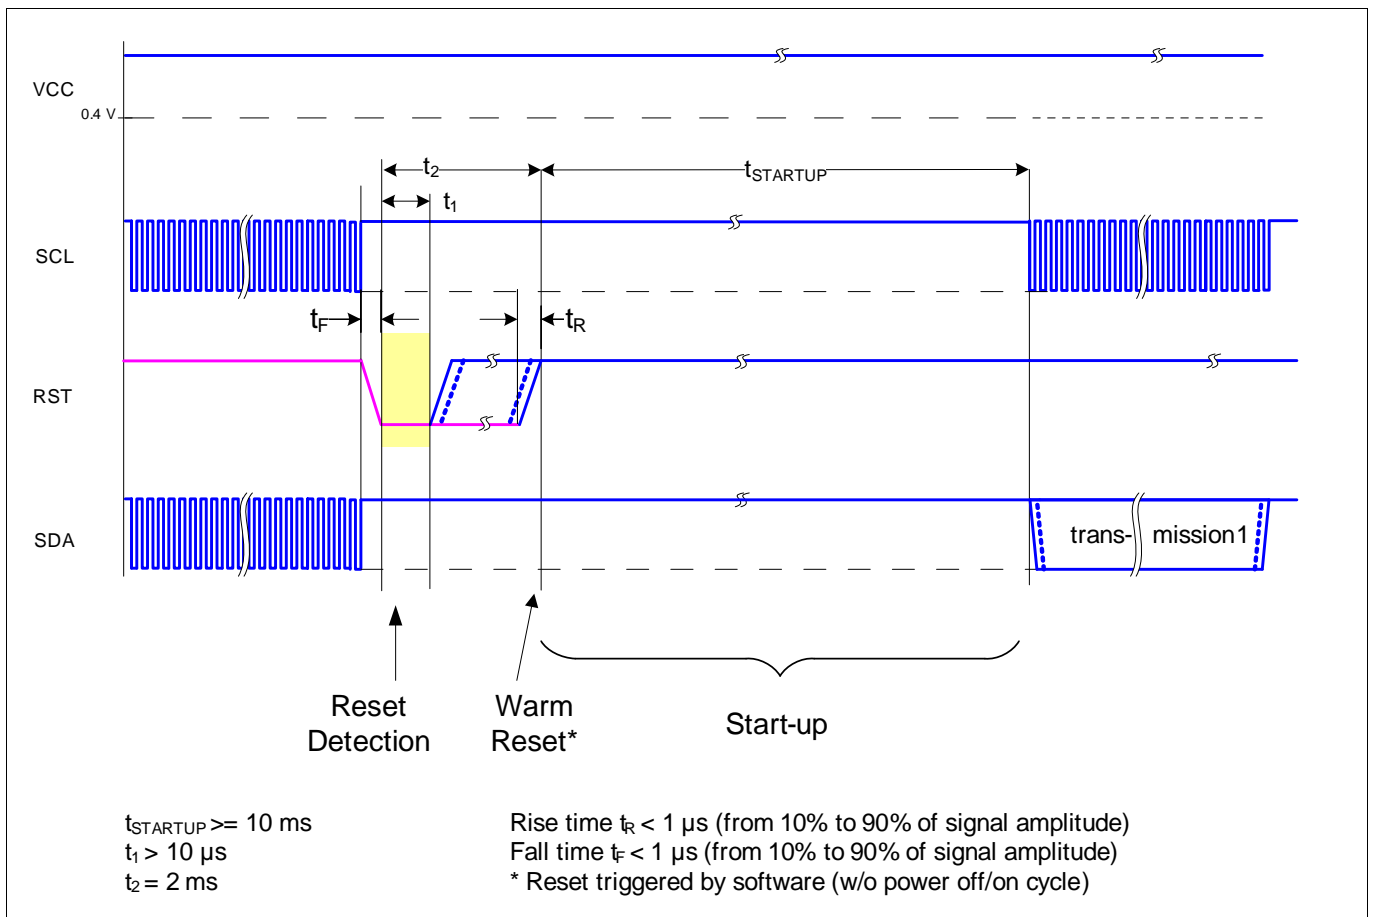 VCC
0.4 V
t2
tSTARTUP
t1
SCL
tF
tR
RST
SDA
trans- mission1
Reset Detection
Warm Reset*
Start-up
tSTARTUP >= 10 ms
t1 > 10 µs
t2 = 2 ms
Rise time tR < 1 µs (from 10% to 90% of signal amplitude)
Fall time tF < 1 µs (from 10% to 90% of signal amplitude)
* Reset triggered by software (w/o power off/on cycle)